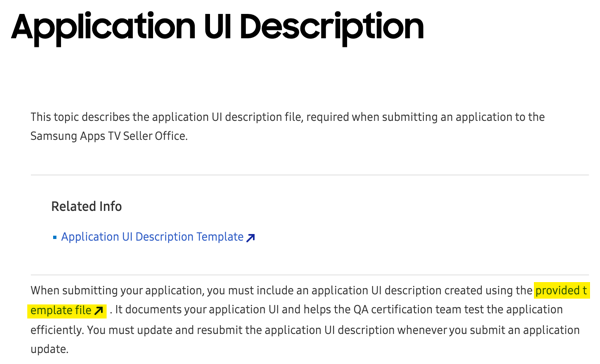 Application UI Description
This topic describes the application UI description file, required when submitting an application to the
Samsung Apps TV Seller Office.
Related Info
Application UI Description Template
When submitting your application, you must include an application UI description created using the provided t
emplate file . It documents your application UI and helps the QA certification team test the application
efficiently. You must update and resubmit the application UI description whenever you submit an application
update.